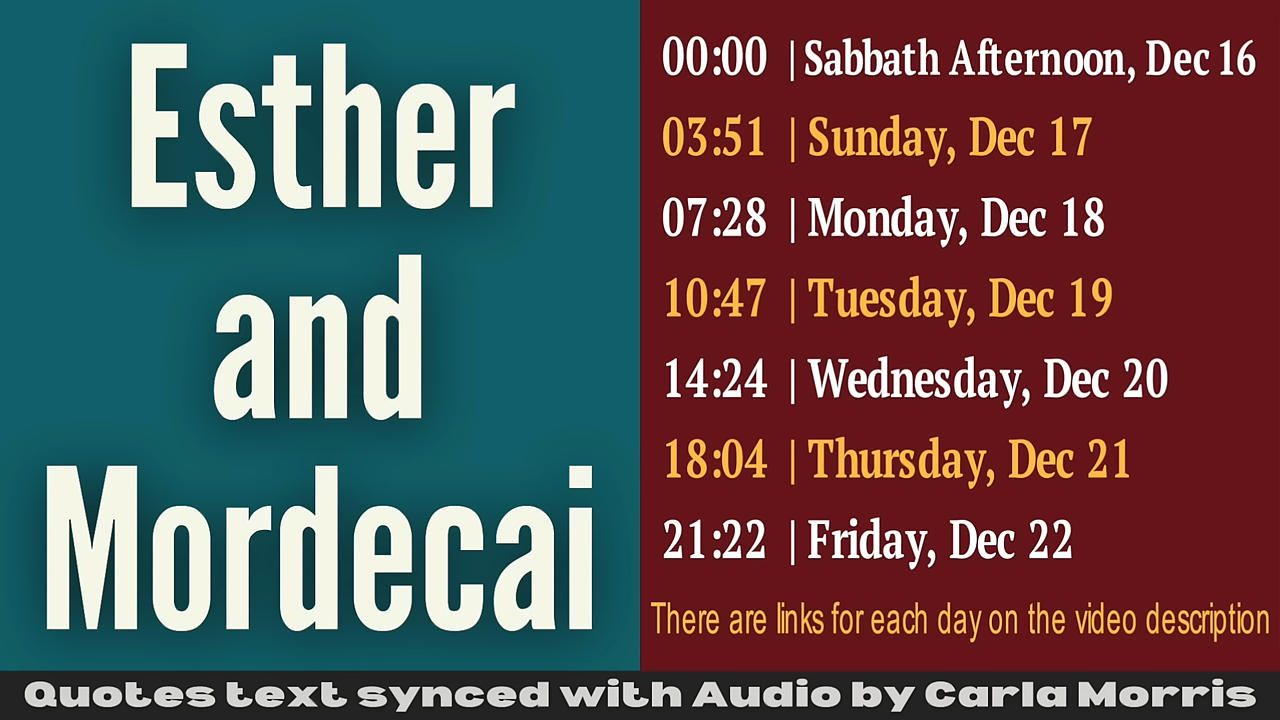 Esther
and
Mordecai
00:00 | Sabbath Afternoon, Dec 16
03:51 | Sunday, Dec 17
07:28 | Monday, Dec 18
10:47 | Tuesday, Dec 19
14:24 | Wednesday, Dec 20
18:04 | Thursday, Dec 21
21:22 | Friday, Dec 22
There are links for each day on the video description
Quotes text synced with Audio by Carla Morris